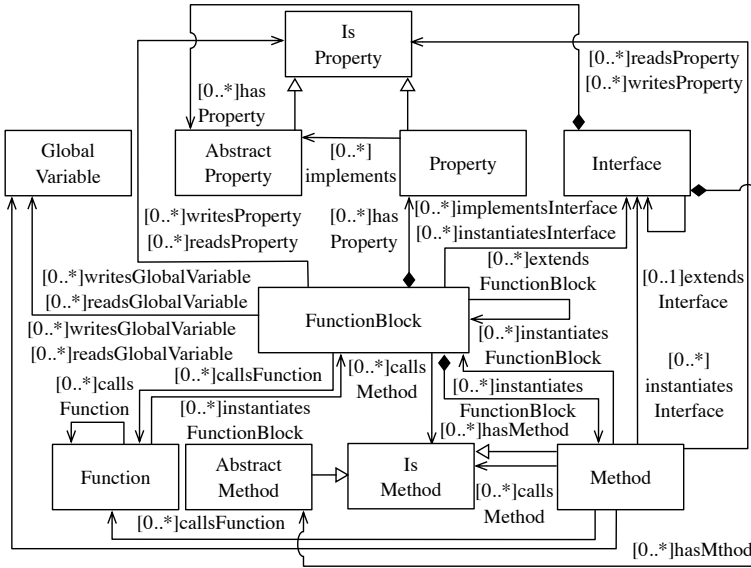 Is
Property
[0..*]readsProperty
[0..*]writesProperty
[0..*]has
Property
Global
Variable
Abstract
Property
[0..*]
implements
Property
Interface
[0..*]writesProperty
[0..*]readsProperty
[0..*]has
Property
[0..*]implementsInterface
[0..*]instantiatesInterface
[0..*]extends
FunctionBlock
[0..1]extends
Interface
[0..*]writesGlobalVariable
[0..*]readsGlobalVariable
[0..*]writesGlobalVariable
[0..*]readsGlobalVariable
FunctionBlock
[0..*]instantiates
FunctionBlock
[0..*]
instantiates
Interface
[0..*]calls
Function
[0..*]callsFunction
[0..*]instantiates
FunctionBlock
[0..*]calls
Method
[0..*]instantiates
FunctionBlock
[0..*]hasMethod
Function
Abstract
Method
Is
Method
Method
[0..*]calls
Method
[0..*]callsFunction
[0..*]hasMthod